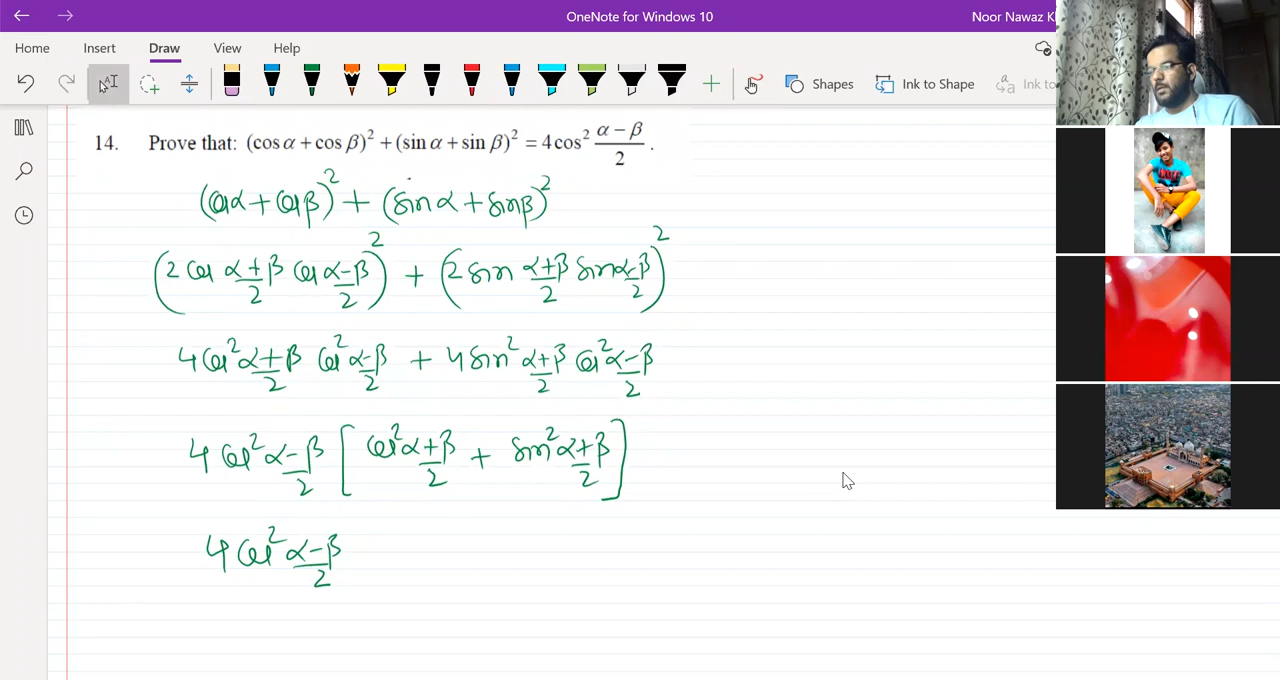 OneNote for Windows 10
Noor Nawaz K
Home Insert Draw View Help
Shapes Ink to Shape Ink to
14. Prove that: (cos α + cos β)² + (sin α + sin β)² = 4 cos² (α − β)/2 .
(cos α + cos β)² + (sin α + sin β)²
(2 cos (α+β)/2 cos (α−β)/2)² + (2 sin (α+β)/2 sin (α−β)/2)²
4 cos² (α+β)/2 cos² (α−β)/2 + 4 sin² (α+β)/2 cos² (α−β)/2
4 cos² (α−β)/2 [cos² (α+β)/2 + sin² (α+β)/2]
4 cos² (α−β)/2